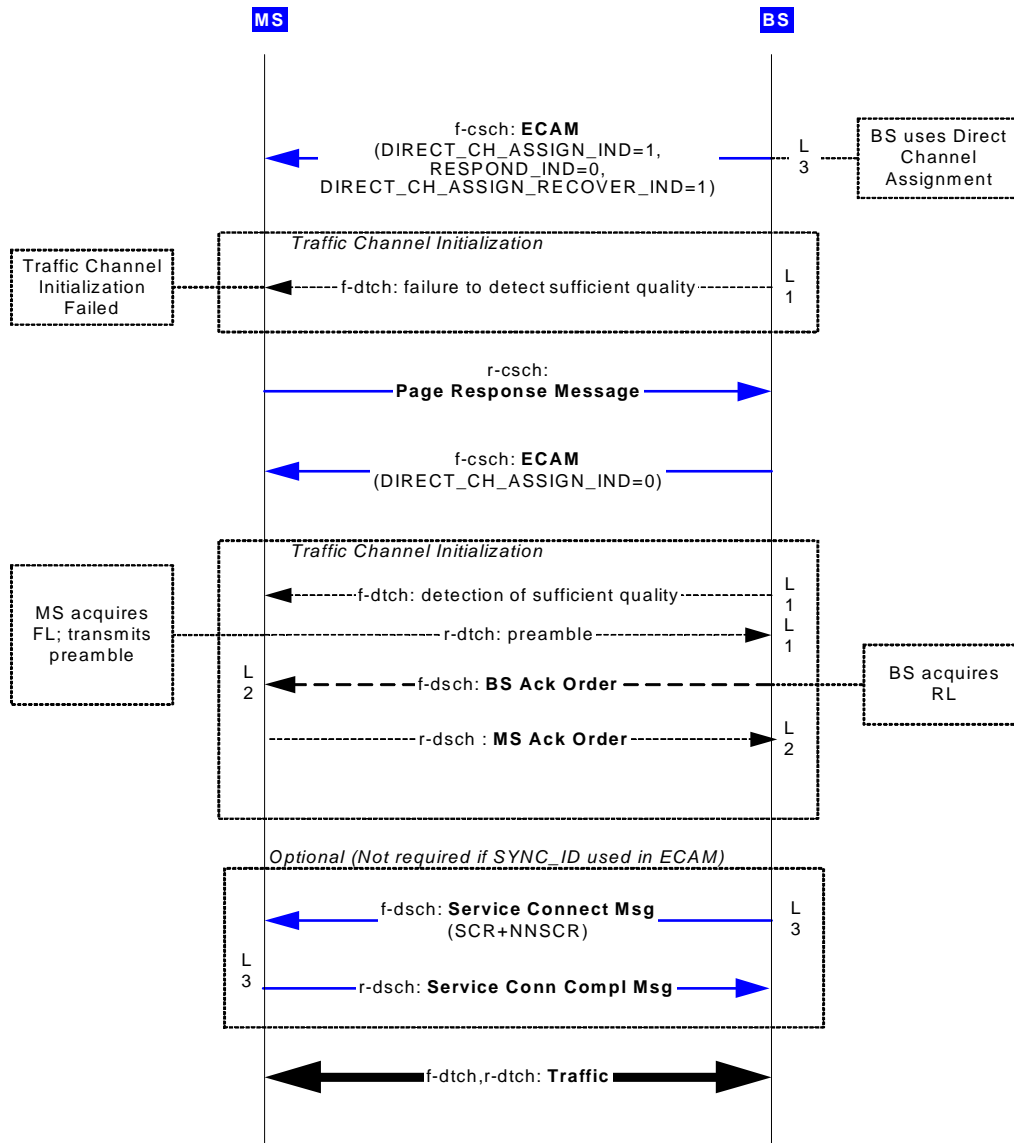 MS
BS
f-csch: ECAM
(DIRECT_CH_ASSIGN_IND=1,
RESPOND_IND=0,
DIRECT_CH_ASSIGN_RECOVER_IND=1)
L
3
BS uses Direct
Channel
Assignment
Traffic Channel Initialization
Traffic Channel
Initialization
Failed
f-dtch: failure to detect sufficient quality
L
1
r-csch:
Page Response Message
f-csch: ECAM
(DIRECT_CH_ASSIGN_IND=0)
Traffic Channel Initialization
MS acquires
FL; transmits
preamble
f-dtch: detection of sufficient quality
L
1
r-dtch: preamble
L
1
L
2
f-dsch: BS Ack Order
BS acquires
RL
r-dsch : MS Ack Order
L
2
Optional (Not required if SYNC_ID used in ECAM)
f-dsch: Service Connect Msg
(SCR+NNSCR)
L
3
L
3
r-dsch: Service Conn Compl Msg
f-dtch,r-dtch: Traffic